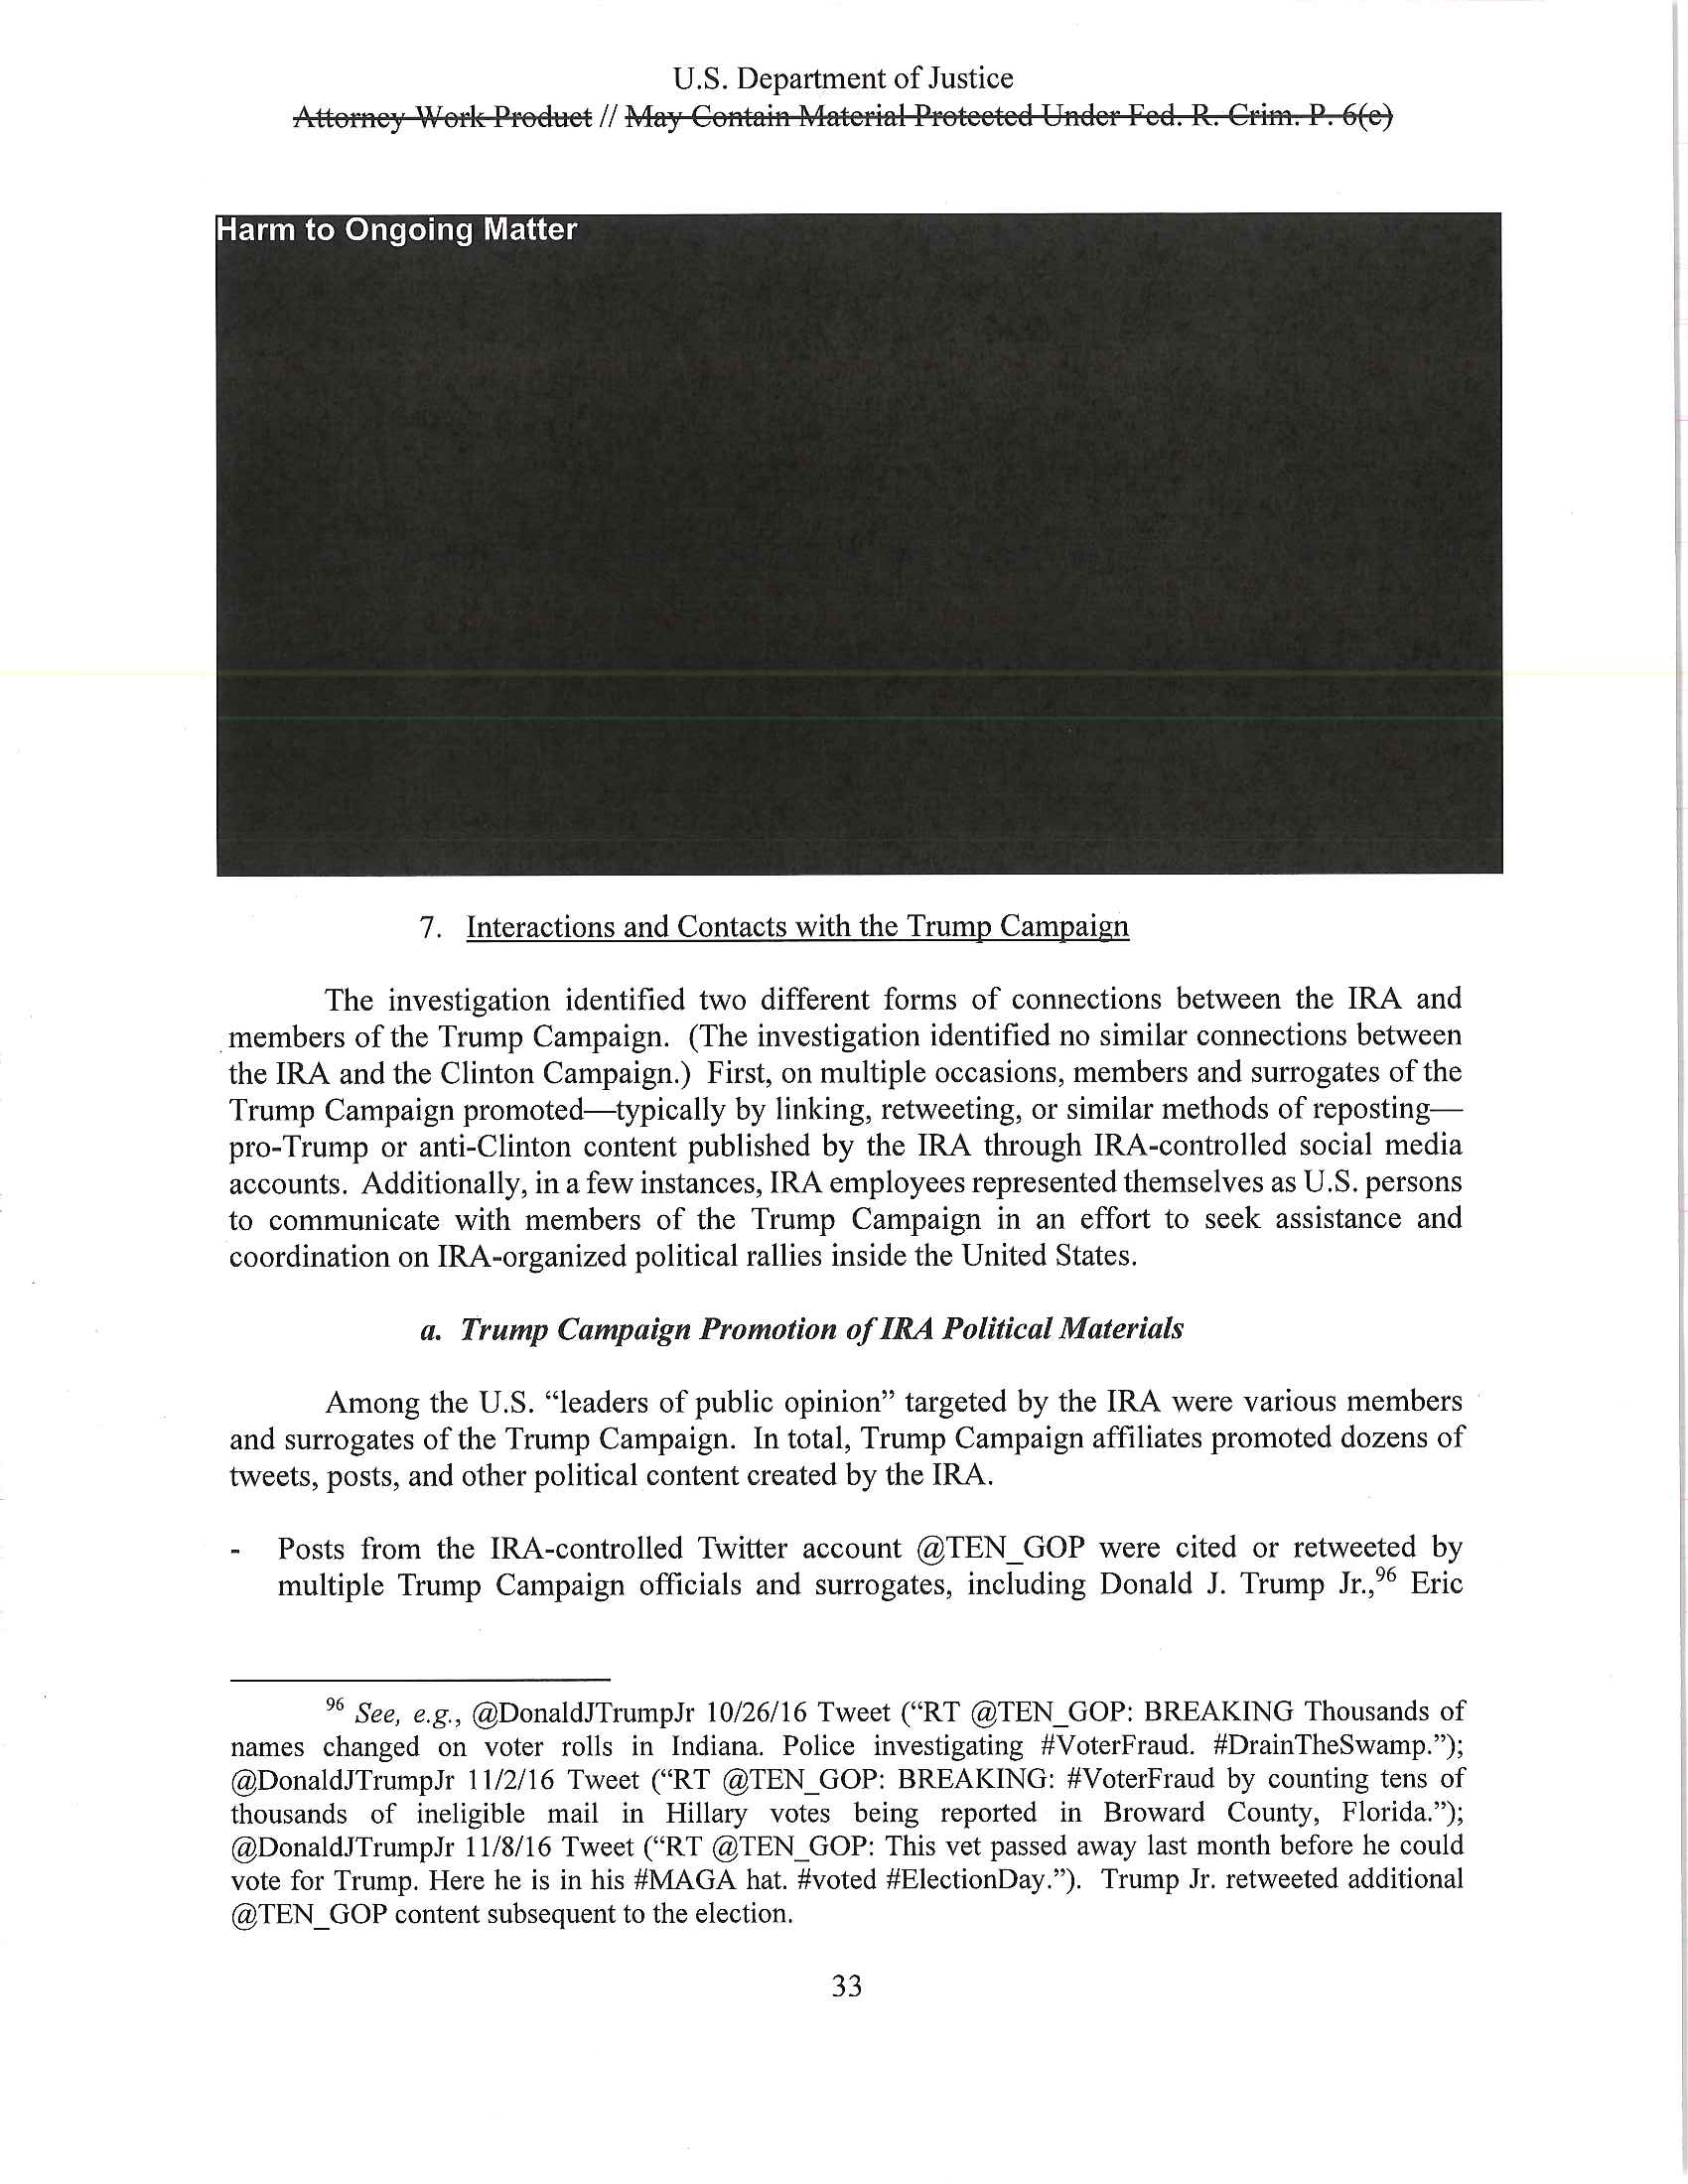 U.S. Department of Justice
Attorney Work Product // May Contain Material Protected Under Fed. R. Crim. P. 6(e)
Harm to Ongoing Matter
7. Interactions and Contacts with the Trump Campaign
The investigation identified two different forms of connections between the IRA and
members of the Trump Campaign. (The investigation identified no similar connections between
the IRA and the Clinton Campaign.) First, on multiple occasions, members and surrogates of the
Trump Campaign promoted—typically by linking, retweeting, or similar methods of reposting—
pro-Trump or anti-Clinton content published by the IRA through IRA-controlled social media
accounts. Additionally, in a few instances, IRA employees represented themselves as U.S. persons
to communicate with members of the Trump Campaign in an effort to seek assistance and
coordination on IRA-organized political rallies inside the United States.
a. Trump Campaign Promotion of IRA Political Materials
Among the U.S. “leaders of public opinion” targeted by the IRA were various members
and surrogates of the Trump Campaign. In total, Trump Campaign affiliates promoted dozens of
tweets, posts, and other political content created by the IRA.
- Posts from the IRA-controlled Twitter account @TEN_GOP were cited or retweeted by
multiple Trump Campaign officials and surrogates, including Donald J. Trump Jr.,96 Eric
96 See, e.g., @DonaldJTrumpJr 10/26/16 Tweet (“RT @TEN_GOP: BREAKING Thousands of
names changed on voter rolls in Indiana. Police investigating #VoterFraud. #DrainTheSwamp.”);
@DonaldJTrumpJr 11/2/16 Tweet (“RT @TEN_GOP: BREAKING: #VoterFraud by counting tens of
thousands of ineligible mail in Hillary votes being reported in Broward County, Florida.”);
@DonaldJTrumpJr 11/8/16 Tweet (“RT @TEN_GOP: This vet passed away last month before he could
vote for Trump. Here he is in his #MAGA hat. #voted #ElectionDay.”). Trump Jr. retweeted additional
@TEN_GOP content subsequent to the election.
33